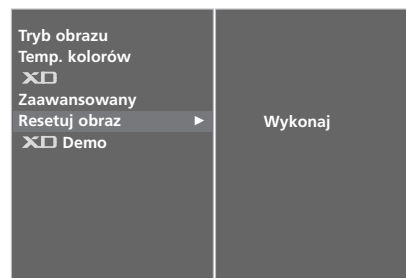 Tryb obrazu
Temp. kolorów
XD
Zaawansowany
Resetuj obraz ►
XD Demo
Wykonaj